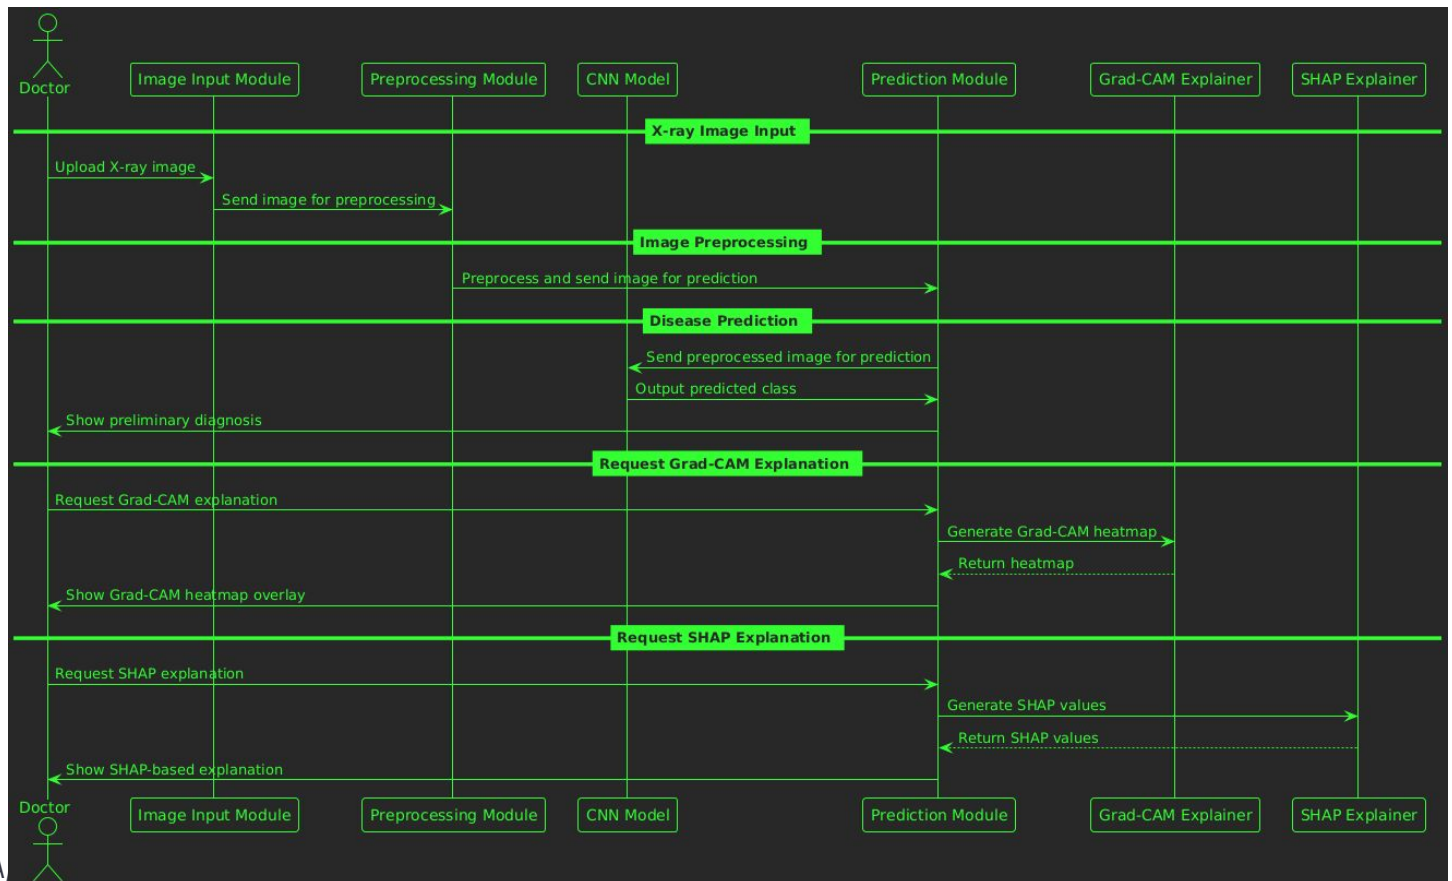 Doctor
Image Input Module
Preprocessing Module
CNN Model
Prediction Module
Grad-CAM Explainer
SHAP Explainer
X-ray Image Input
Upload X-ray image
Send image for preprocessing
Image Preprocessing
Preprocess and send image for prediction
Disease Prediction
Send preprocessed image for prediction
Output predicted class
Show preliminary diagnosis
Request Grad-CAM Explanation
Request Grad-CAM explanation
Generate Grad-CAM heatmap
Return heatmap
Show Grad-CAM heatmap overlay
Request SHAP Explanation
Request SHAP explanation
Generate SHAP values
Return SHAP values
Show SHAP-based explanation
Doctor
Image Input Module
Preprocessing Module
CNN Model
Prediction Module
Grad-CAM Explainer
SHAP Explainer